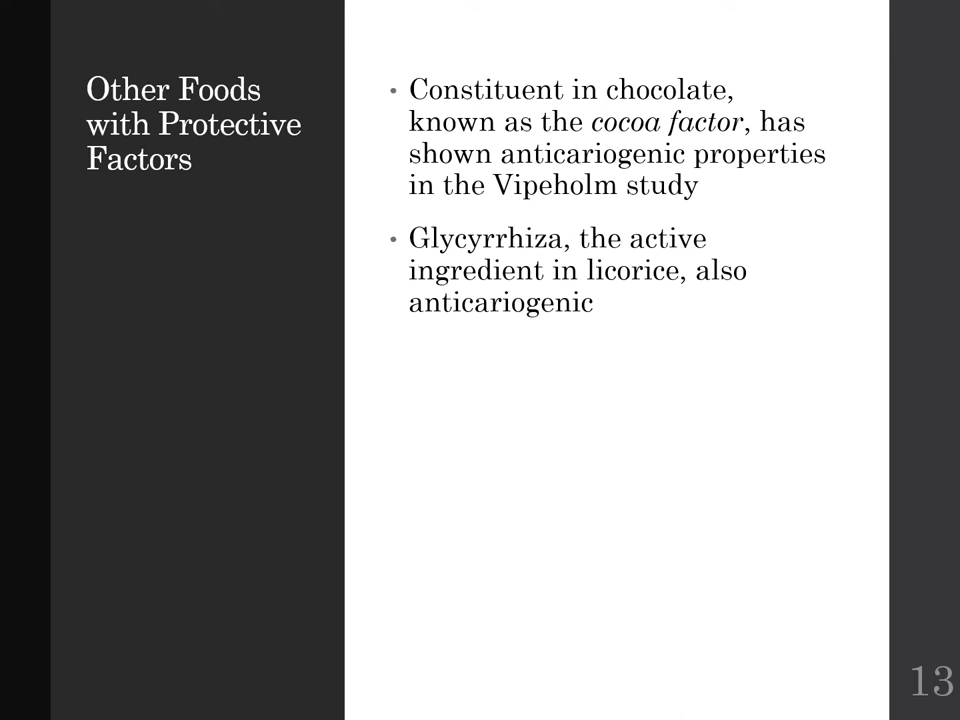 Other Foods
with Protective
Factors
• Constituent in chocolate,
known as the cocoa factor, has
shown anticariogenic properties
in the Vipeholm study
• Glycyrrhiza, the active
ingredient in licorice, also
anticariogenic
13